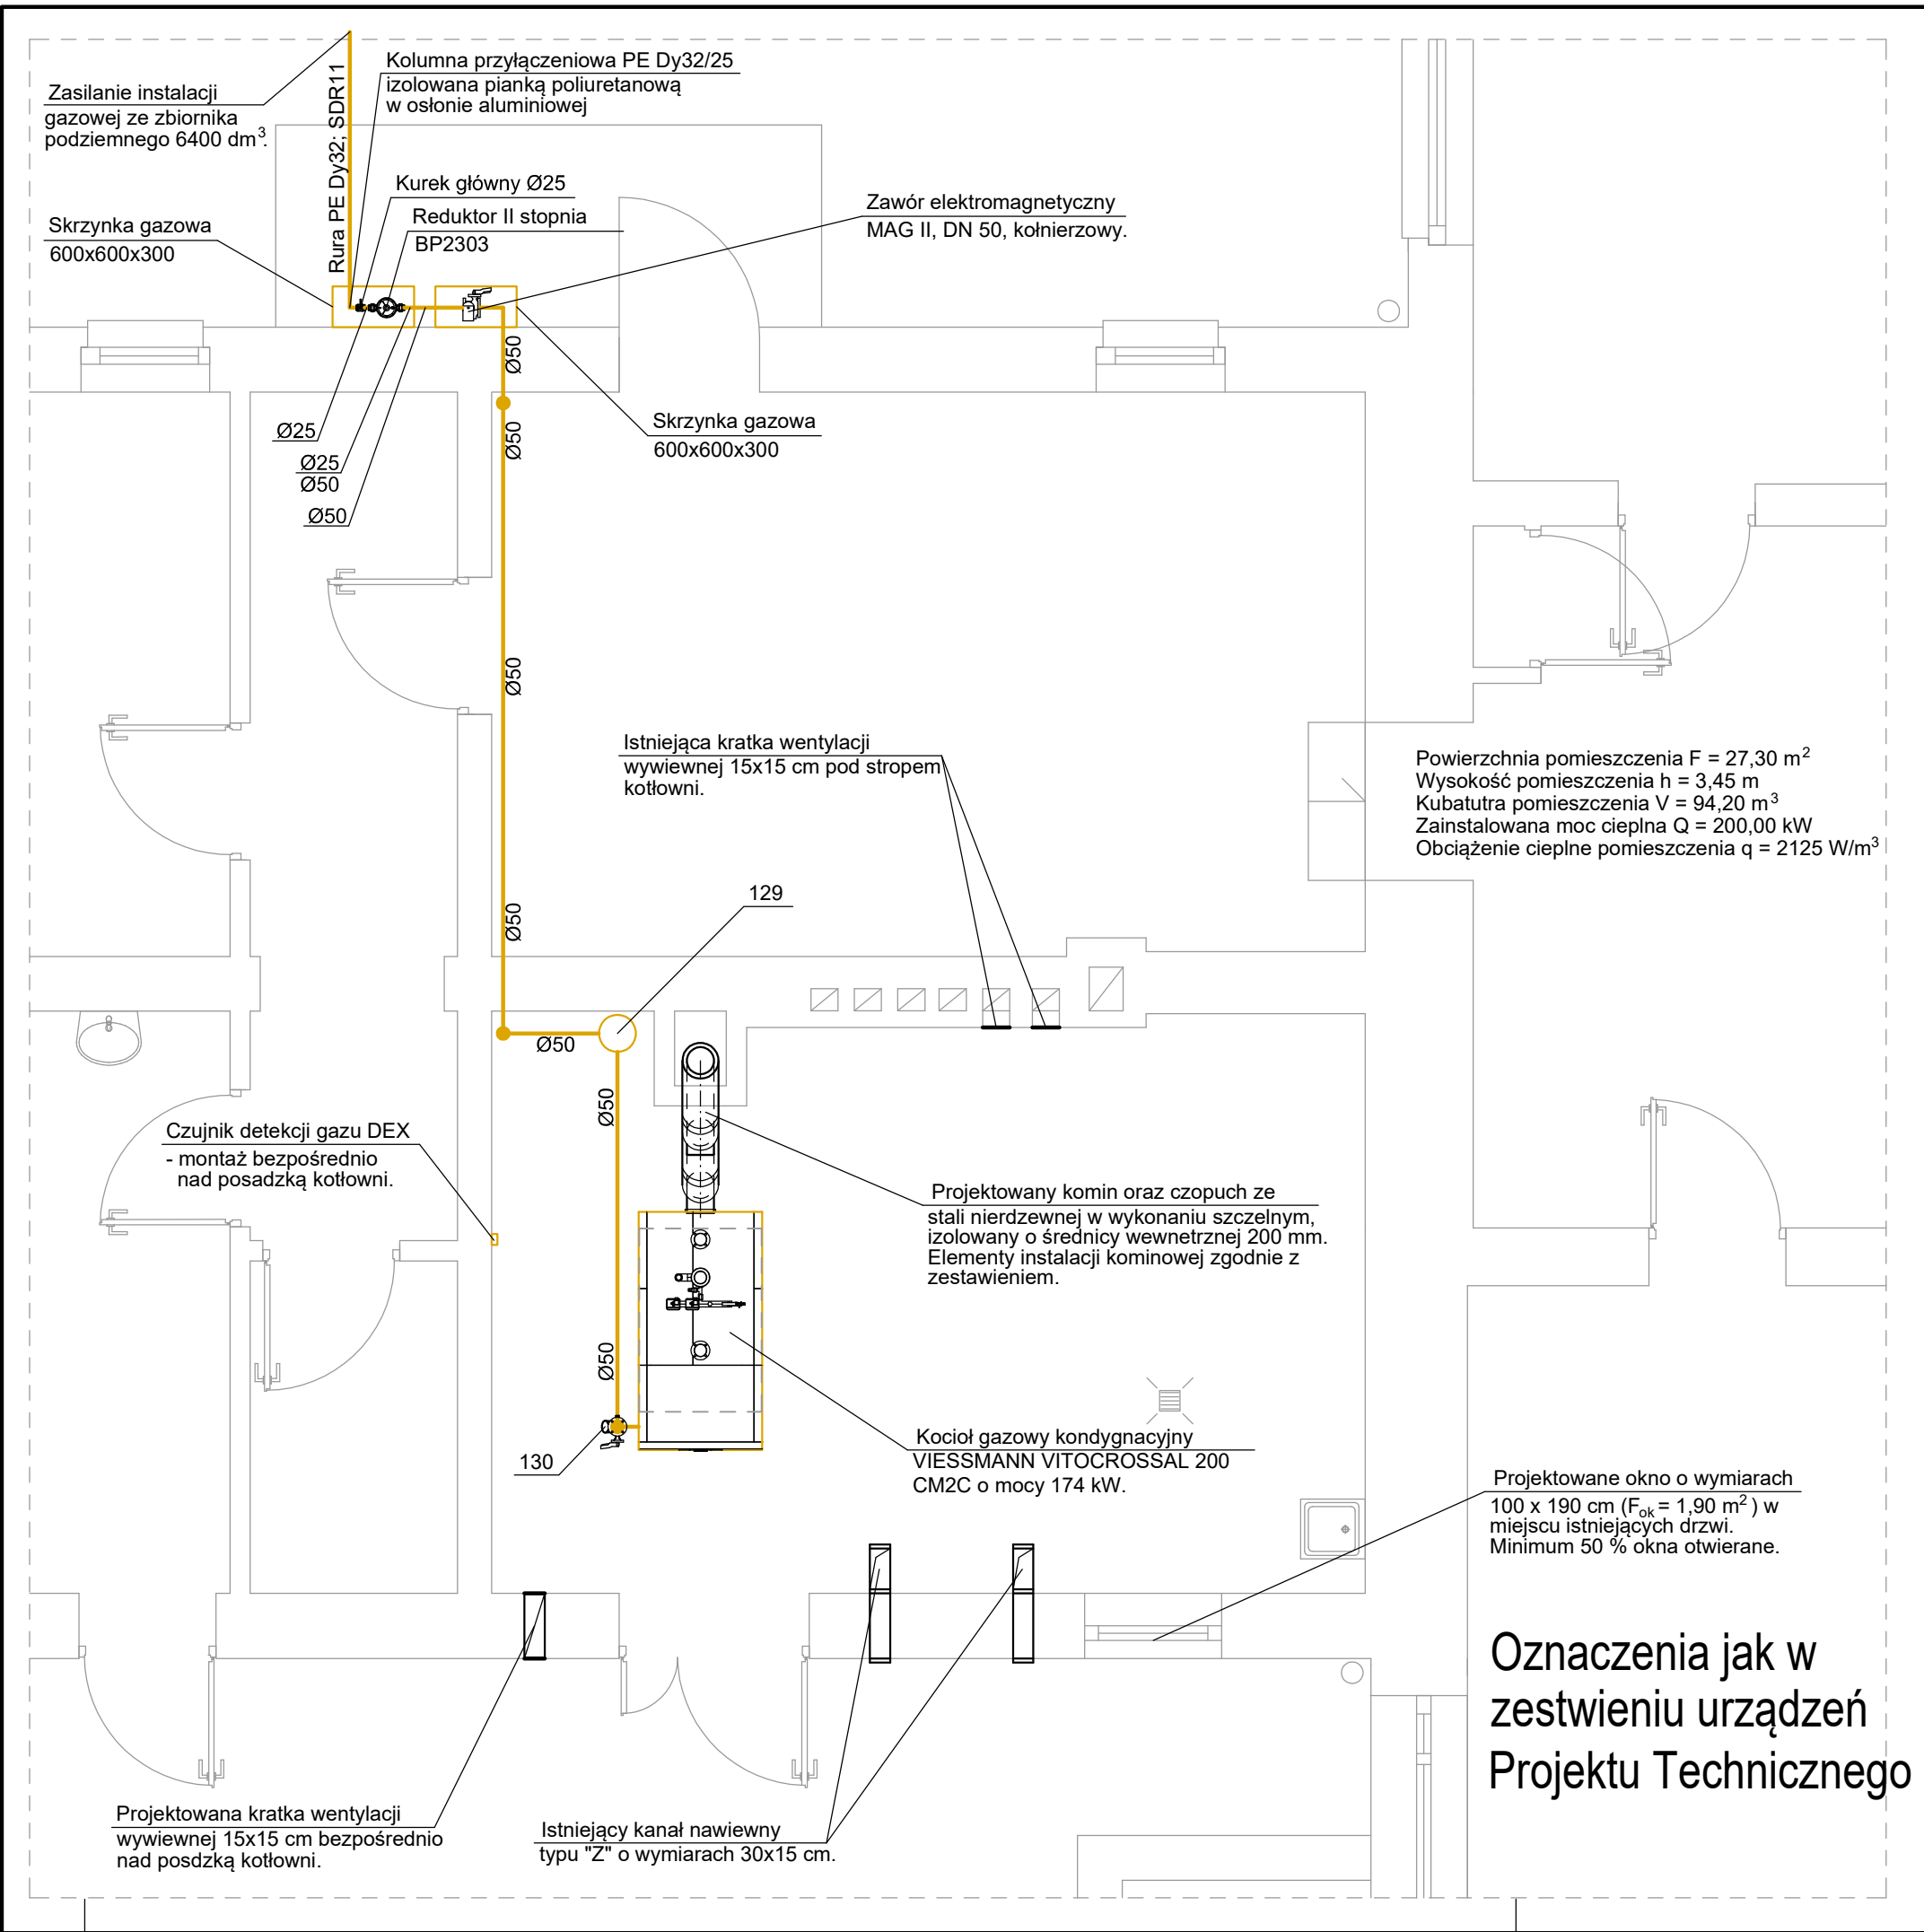 Zasilanie instalacji
gazowej ze zbiornika
podziemnego 6400 dm³.
Rura PE Dy32; SDR11
Kolumna przyłączeniowa PE Dy32/25
izolowana pianką poliuretanową
w osłonie aluminiowej
Kurek główny Ø25
Reduktor II stopnia
BP2303
Skrzynka gazowa
600x600x300
Zawór elektromagnetyczny
MAG II, DN 50, kołnierzowy.
Ø50
Ø50
Skrzynka gazowa
600x600x300
Ø25
Ø25
Ø50
Ø50
Ø50
Istniejąca kratka wentylacji
wywiewnej 15x15 cm pod stropem
kotłowni.
Powierzchnia pomieszczenia F = 27,30 m²
Wysokość pomieszczenia h = 3,45 m
Kubatutra pomieszczenia V = 94,20 m³
Zainstalowana moc cieplna Q = 200,00 kW
Obciążenie cieplne pomieszczenia q = 2125 W/m³
129
Ø50
Ø50
Ø50
Czujnik detekcji gazu DEX
- montaż bezpośrednio
nad posadzką kotłowni.
Projektowany komin oraz czopuch ze
stali nierdzewnej w wykonaniu szczelnym,
izolowany o średnicy wewnetrznej 200 mm.
Elementy instalacji kominowej zgodnie z
zestawieniem.
Ø50
130
Kocioł gazowy kondygnacyjny
VIESSMANN VITOCROSSAL 200
CM2C o mocy 174 kW.
Projektowane okno o wymiarach
100 x 190 cm (Fok = 1,90 m²) w
miejscu istniejących drzwi.
Minimum 50 % okna otwierane.
Oznaczenia jak w
zestwieniu urządzeń
Projektu Technicznego
Projektowana kratka wentylacji
wywiewnej 15x15 cm bezpośrednio
nad posdzką kotłowni.
Istniejący kanał nawiewny
typu "Z" o wymiarach 30x15 cm.